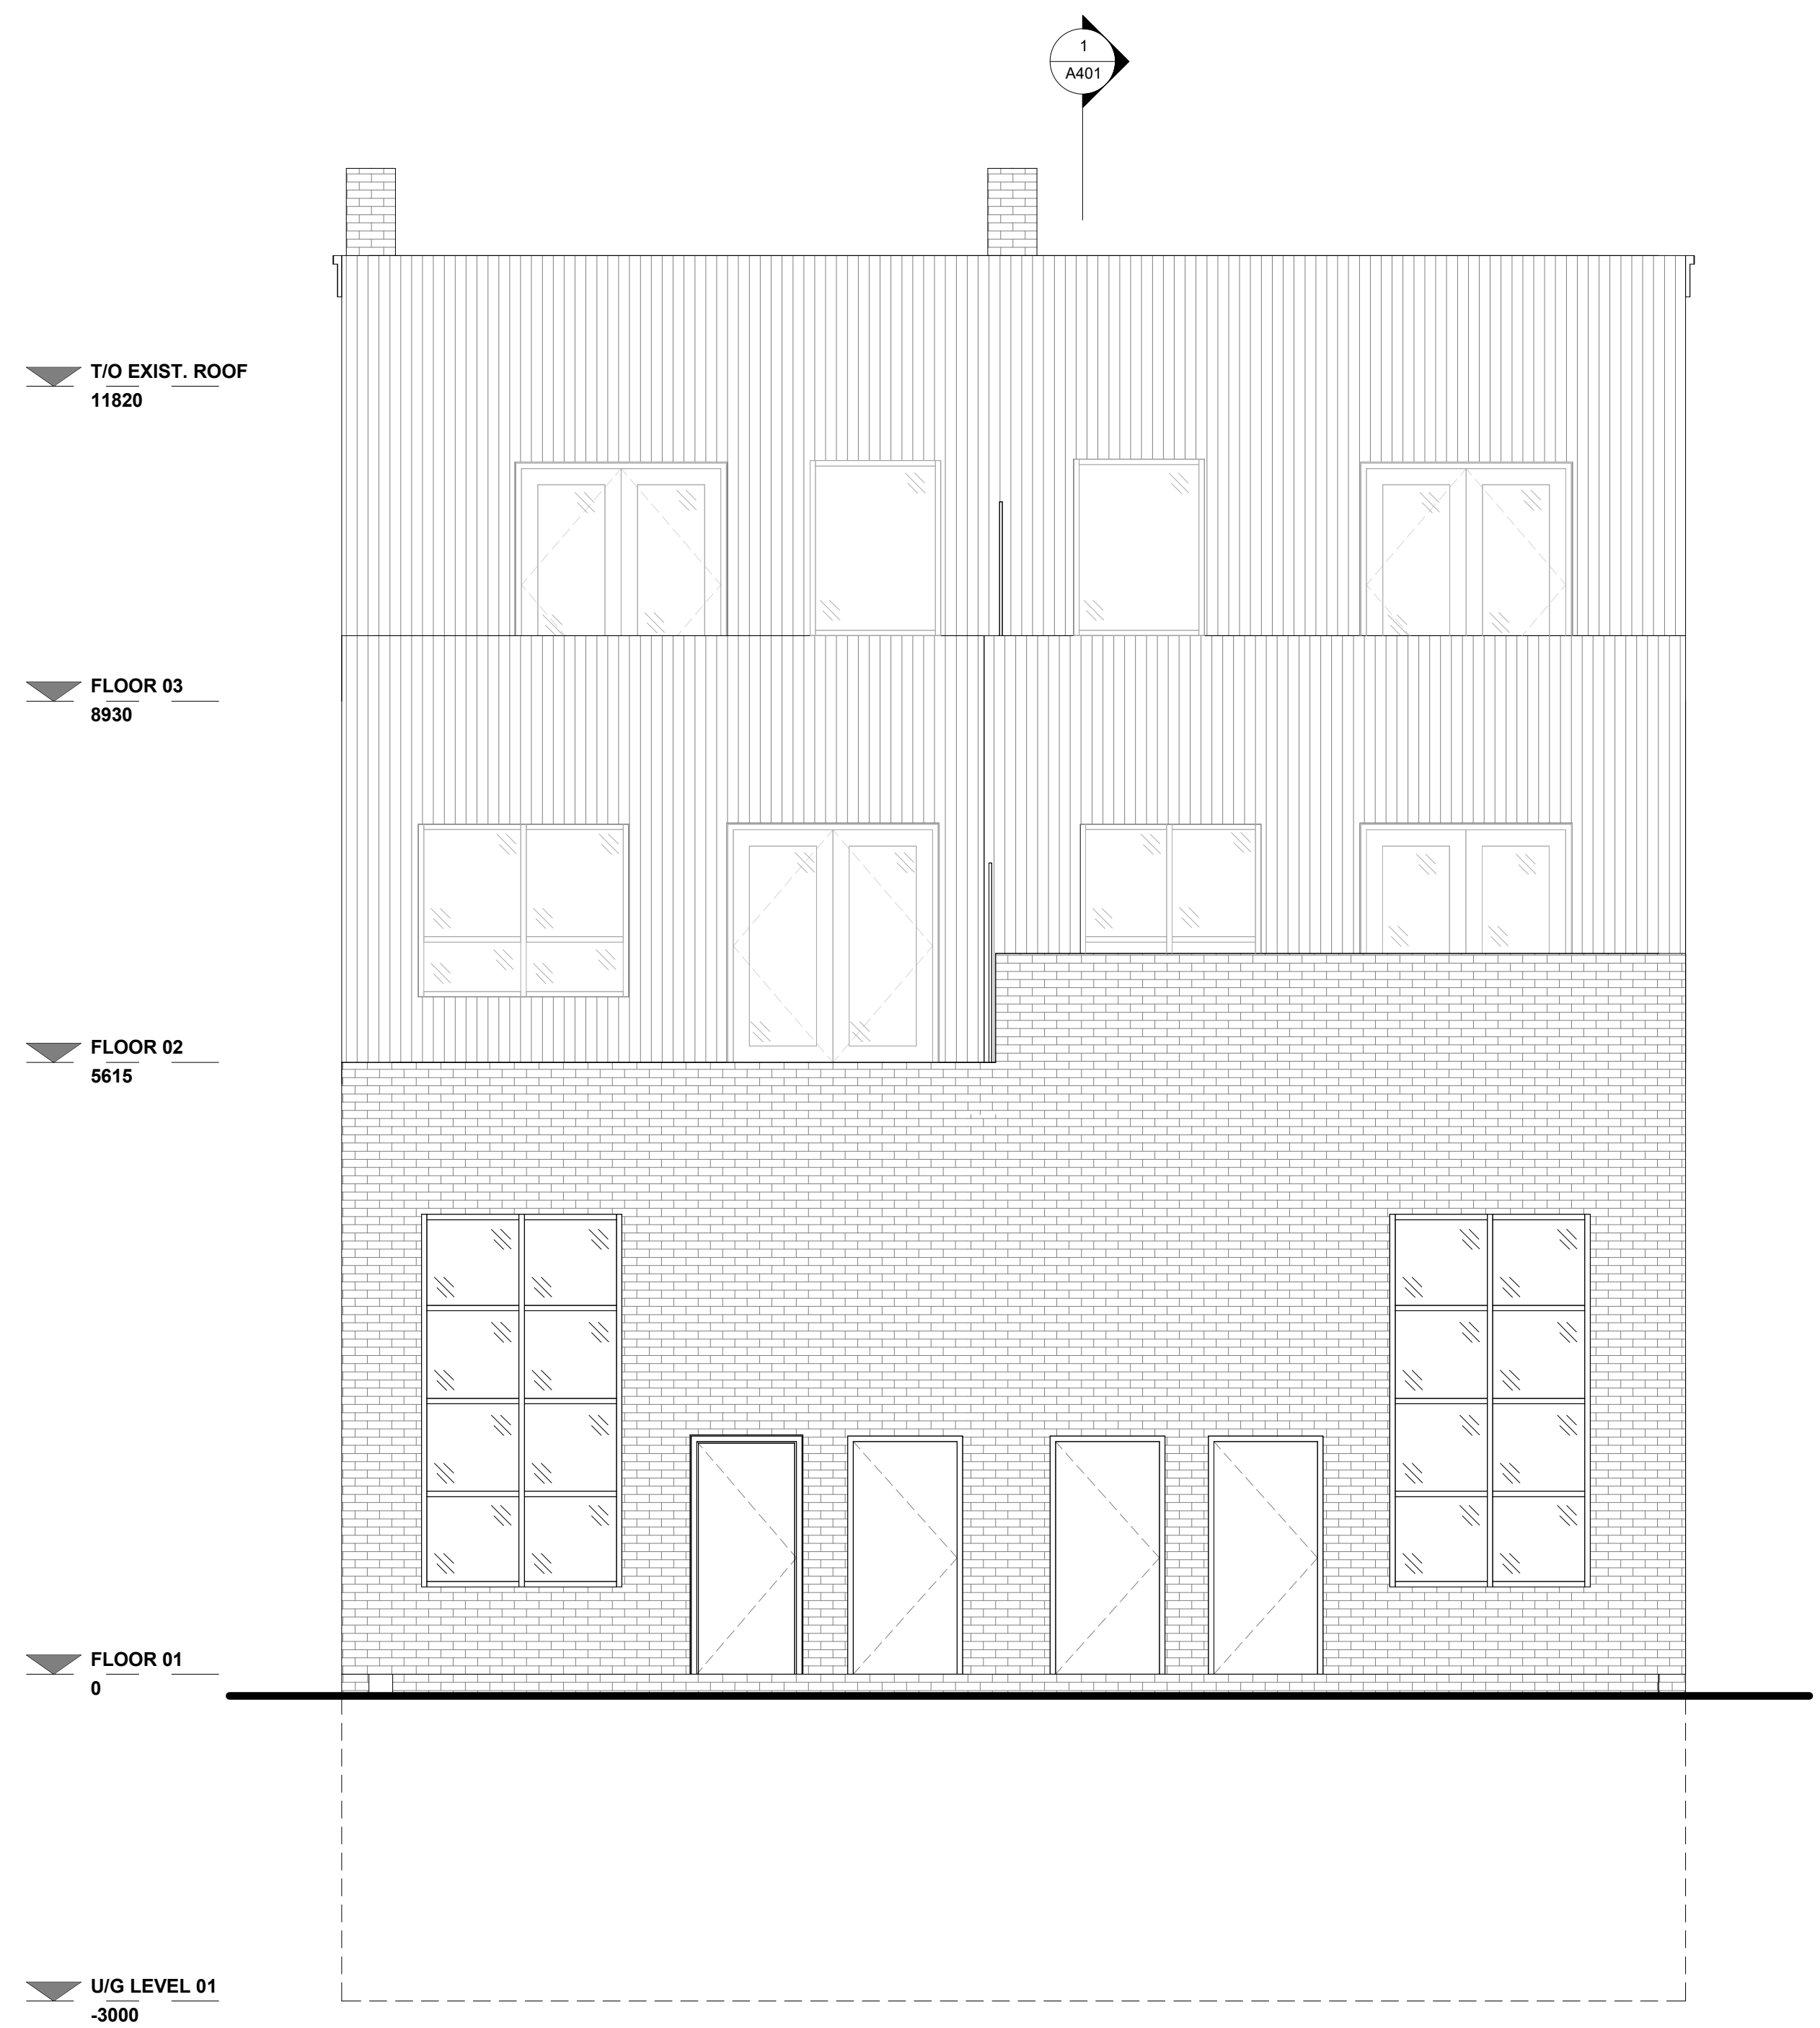 1
A401
T/O EXIST. ROOF
11820
FLOOR 03
8930
FLOOR 02
5615
FLOOR 01
0
U/G LEVEL 01
-3000